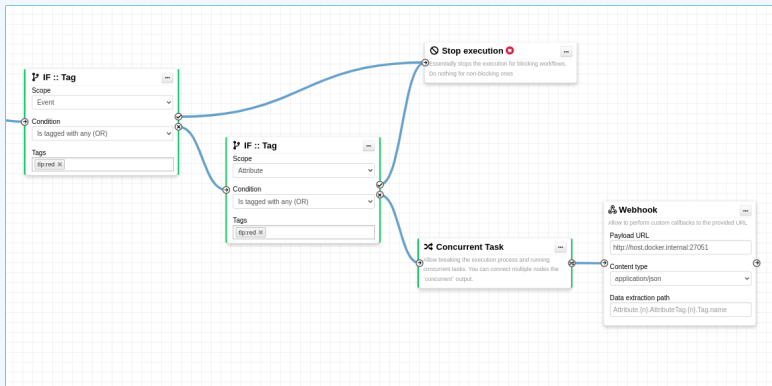 IF :: Tag
...
Scope
Event
Condition
Is tagged with any (OR)
Tags
tlp:red ×
IF :: Tag
...
Scope
Attribute
Condition
Is tagged with any (OR)
Tags
tlp:red ×
Stop execution
...
Essentially stops the execution for blocking workflows.
Do nothing for non-blocking ones
Concurrent Task
...
Allow breaking the execution process and running
concurrent tasks. You can connect multiple nodes the
`concurrent` output.
Webhook
...
Allow to perform custom callbacks to the provided URL
Payload URL
http://host.docker.internal:27051
Content type
application/json
Data extraction path
Attribute.{n}.AttributeTag.{n}.Tag.name